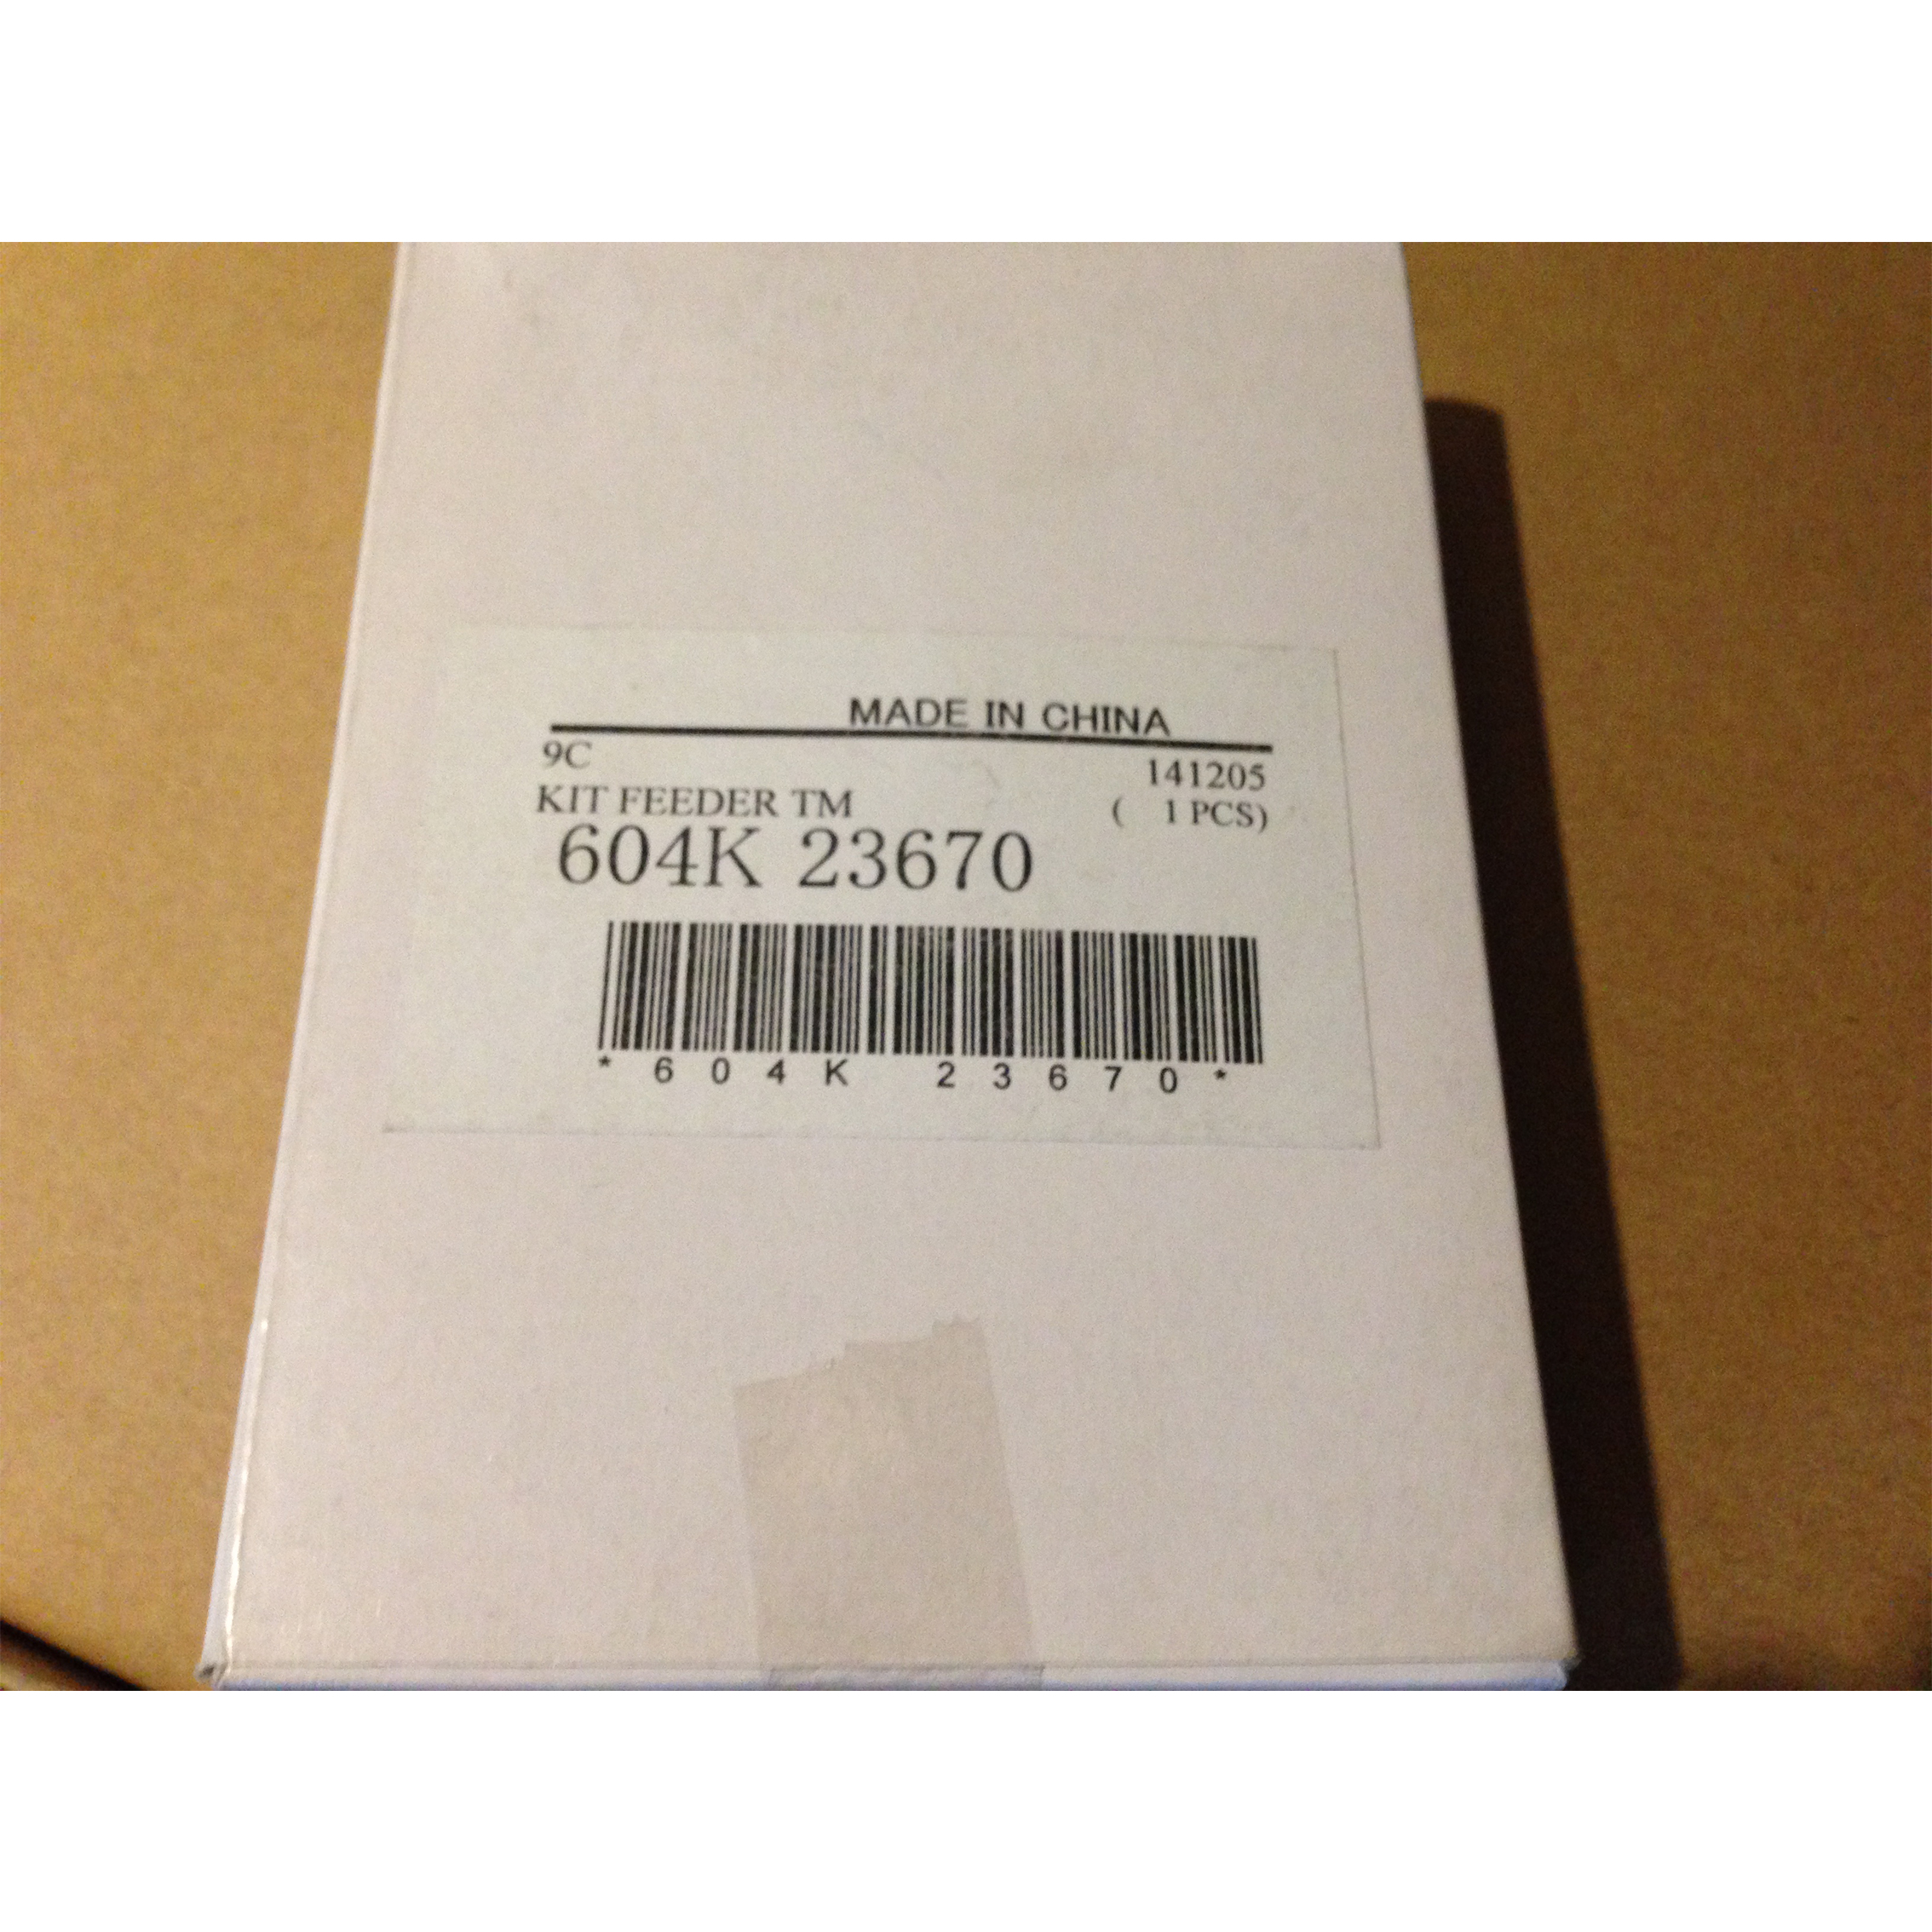 MADE IN CHINA
9C 141205
KIT FEEDER TM ( 1 PCS)
604K 23670
*604K 23670*